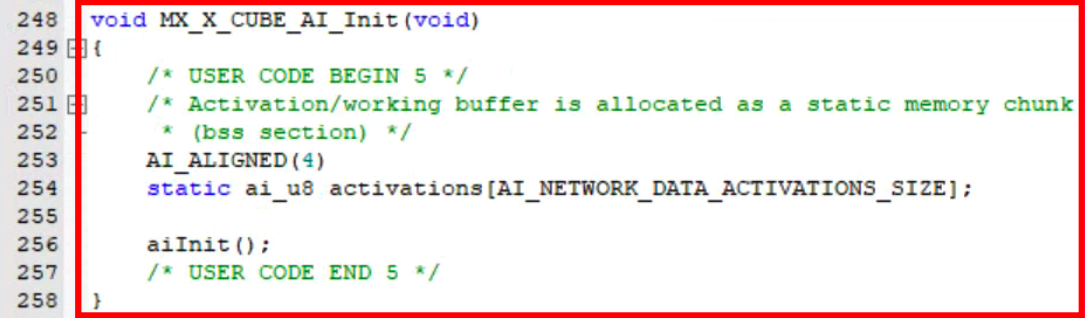 248 void MX_X_CUBE_AI_Init(void)
249 {
250 /* USER CODE BEGIN 5 */
251 /* Activation/working buffer is allocated as a static memory chunk
252 * (bss section) */
253 AI_ALIGNED(4)
254 static ai_u8 activations[AI_NETWORK_DATA_ACTIVATIONS_SIZE];
255
256 aiInit();
257 /* USER CODE END 5 */
258 }